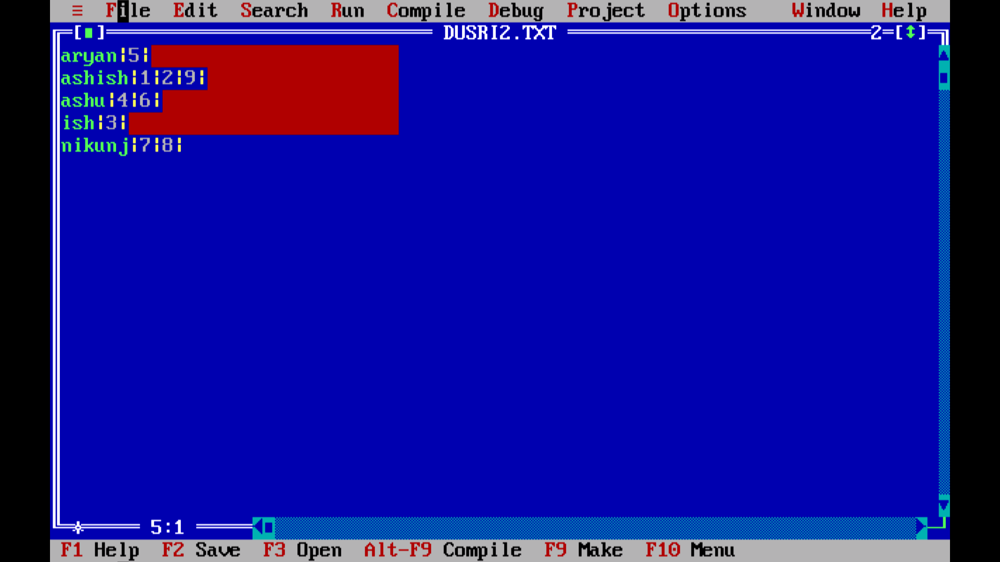 ≡ File Edit Search Run Compile Debug Project Options Window Help
[■] DUSRI2.TXT 2=[↕]
aryan|5|
ashish|1|2|9|
ashu|4|6|
ish|3|
nikunj|7|8|
5:1
F1 Help F2 Save F3 Open Alt-F9 Compile F9 Make F10 Menu